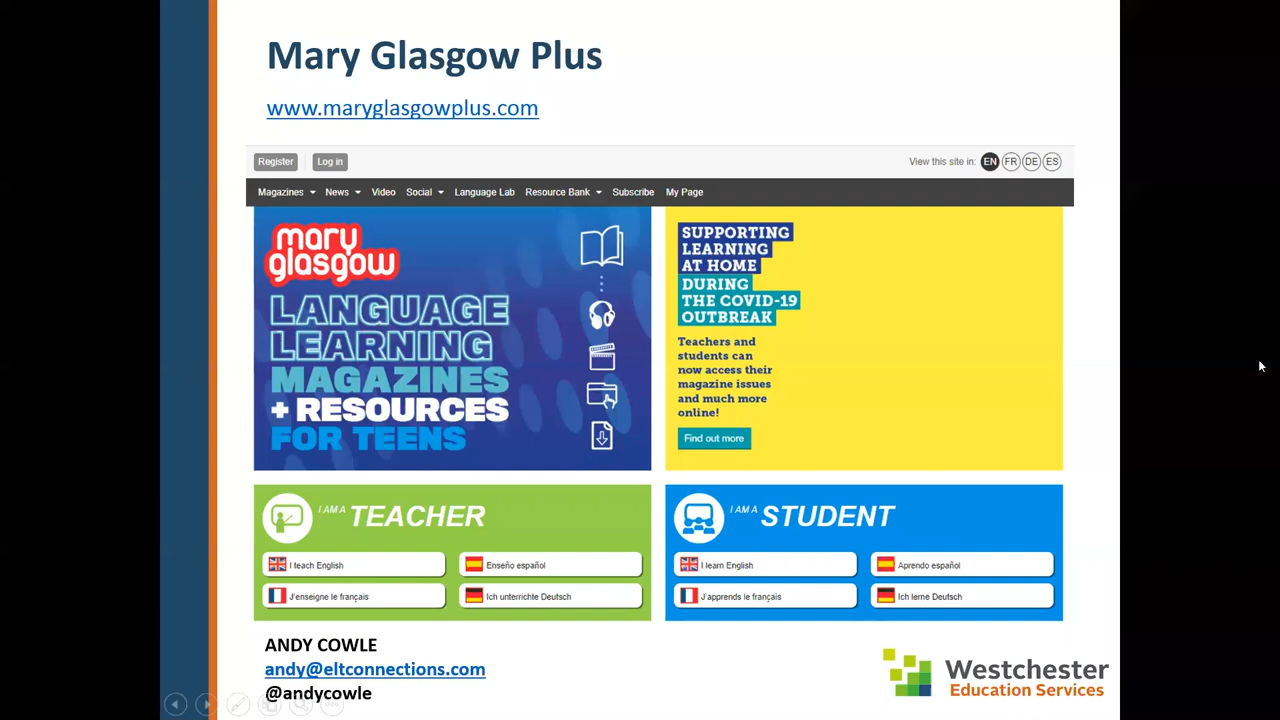 Mary Glasgow Plus
www.maryglasgowplus.com
Register
Log in
View this site in: EN FR DE ES
Magazines News Video Social Language Lab Resource Bank Subscribe My Page
mary
glasgow
LANGUAGE
LEARNING
MAGAZINES
+ RESOURCES
FOR TEENS
SUPPORTING
LEARNING
AT HOME
DURING
THE COVID-19
OUTBREAK
Teachers and
students can
now access their
magazine issues
and much more
online!
Find out more
I AM A TEACHER
I teach English
Enseño español
J'enseigne le français
Ich unterrichte Deutsch
I AM A STUDENT
I learn English
Aprendo español
J'apprends le français
Ich lerne Deutsch
ANDY COWLE
andy@eltconnections.com
@andycowle
Westchester
Education Services